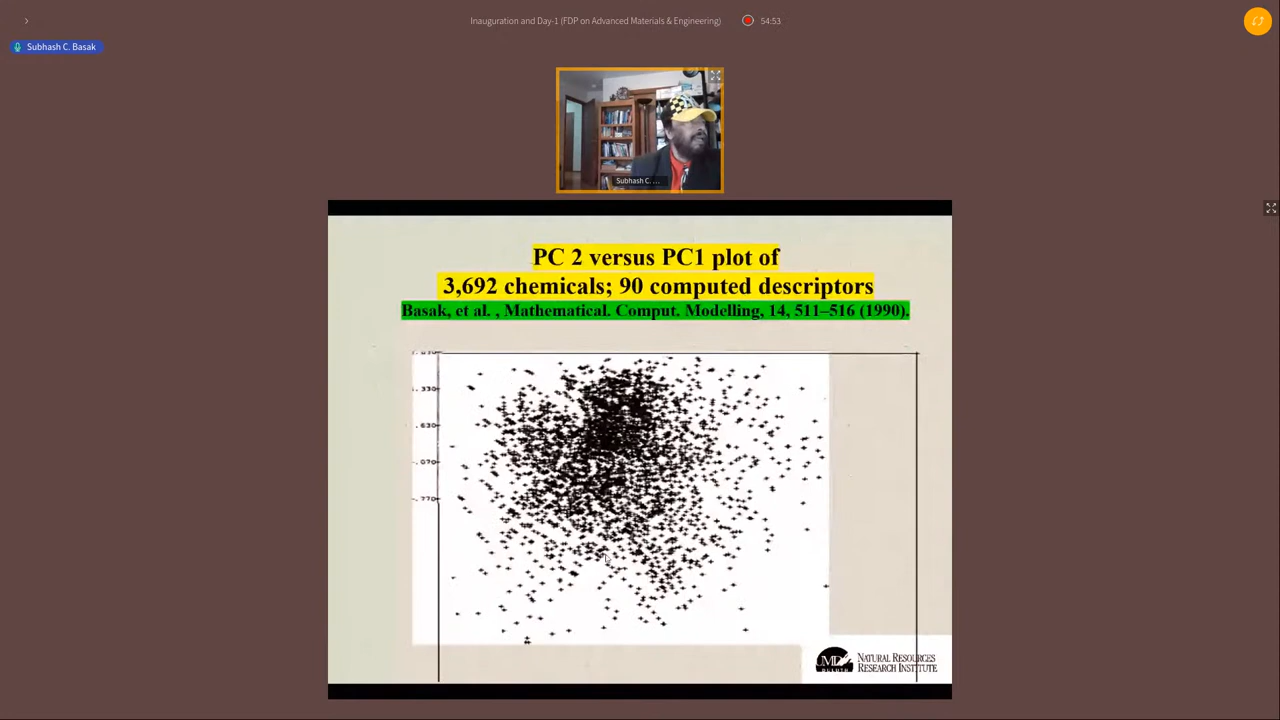 Inauguration and Day-1 (FDP on Advanced Materials & Engineering)
54:53
Subhash C. Basak
Subhash C. ...
PC 2 versus PC1 plot of
3,692 chemicals; 90 computed descriptors
Basak, et al. , Mathematical. Comput. Modelling, 14, 511–516 (1990).
NATURAL RESOURCES
RESEARCH INSTITUTE